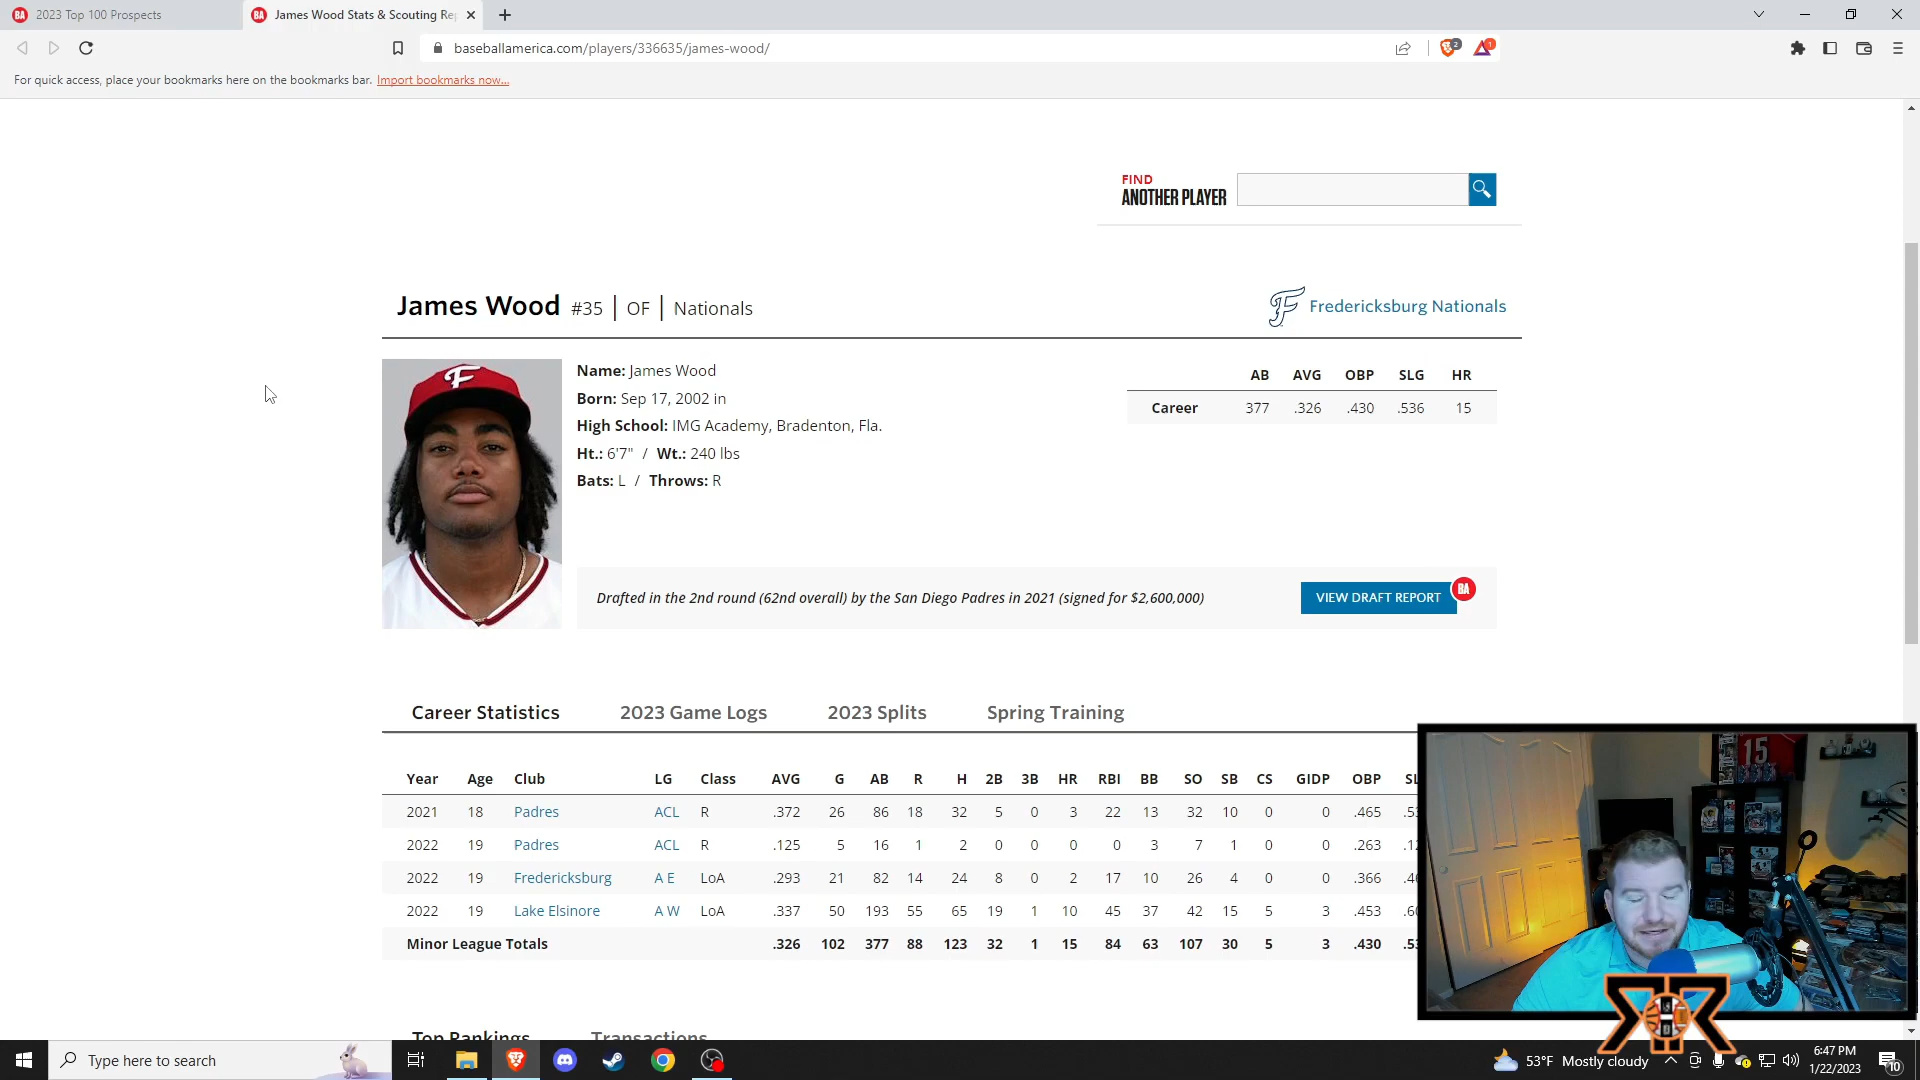 2023 Top 100 Prospects
James Wood Stats & Scouting Rep
baseballamerica.com/players/336635/james-wood/
For quick access, place your bookmarks here on the bookmarks bar. Import bookmarks now...
FIND
ANOTHER PLAYER
James Wood #35 | OF | Nationals
Fredericksburg Nationals
Name: James Wood
Born: Sep 17, 2002 in
High School: IMG Academy, Bradenton, Fla.
Ht.: 6'7" / Wt.: 240 lbs
Bats: L / Throws: R
AB AVG OBP SLG HR
Career 377 .326 .430 .536 15
Drafted in the 2nd round (62nd overall) by the San Diego Padres in 2021 (signed for $2,600,000)
VIEW DRAFT REPORT BA
Career Statistics 2023 Game Logs 2023 Splits Spring Training
Year Age Club LG Class AVG G AB R H 2B 3B HR RBI BB SO SB CS GIDP OBP
2021 18 Padres ACL R .372 26 86 18 32 5 0 3 22 13 32 10 0 0 .465
2022 19 Padres ACL R .125 5 16 1 2 0 0 0 0 3 7 1 0 0 .263
2022 19 Fredericksburg A E LoA .293 21 82 14 24 8 0 2 17 10 26 4 0 0 .366
2022 19 Lake Elsinore A W LoA .337 50 193 55 65 19 1 10 45 37 42 15 5 3 .453
Minor League Totals .326 102 377 88 123 32 1 15 84 63 107 30 5 3 .430
Top Rankings Transactions
15
Type here to search
53°F Mostly cloudy
6:47 PM
1/22/2023
10